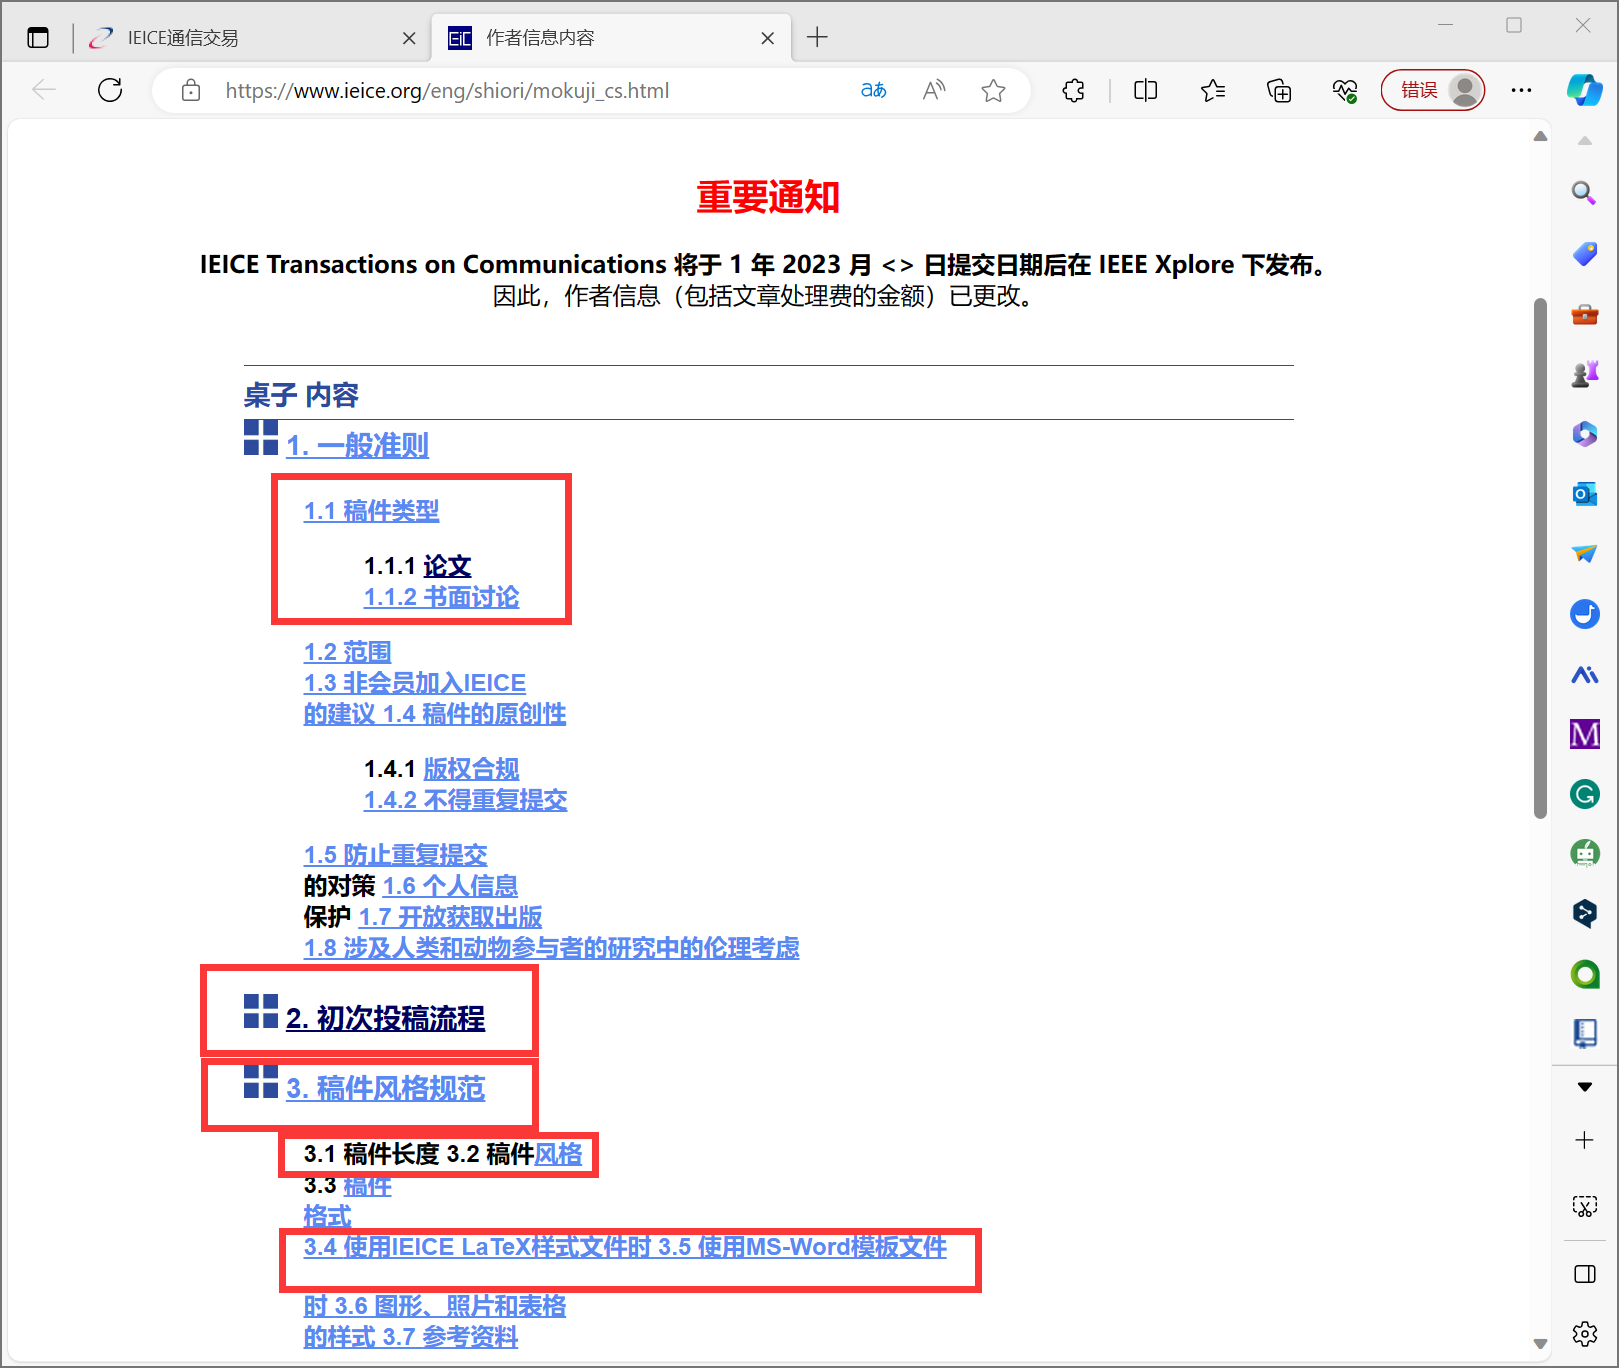 IEICE通信交易
作者信息内容
https://www.ieice.org/eng/shiori/mokuji_cs.html
错误
重要通知
IEICE Transactions on Communications 将于 1 年 2023 月 <> 日提交日期后在 IEEE Xplore 下发布。
因此，作者信息（包括文章处理费的金额）已更改。
桌子 内容
1. 一般准则
1.1 稿件类型
1.1.1 论文
1.1.2 书面讨论
1.2 范围
1.3 非会员加入IEICE
的建议 1.4 稿件的原创性
1.4.1 版权合规
1.4.2 不得重复提交
1.5 防止重复提交
的对策 1.6 个人信息
保护 1.7 开放获取出版
1.8 涉及人类和动物参与者的研究中的伦理考虑
2. 初次投稿流程
3. 稿件风格规范
3.1 稿件长度 3.2 稿件风格
3.3 稿件
格式
3.4 使用IEICE LaTeX样式文件时 3.5 使用MS-Word模板文件
时 3.6 图形、照片和表格
的样式 3.7 参考资料